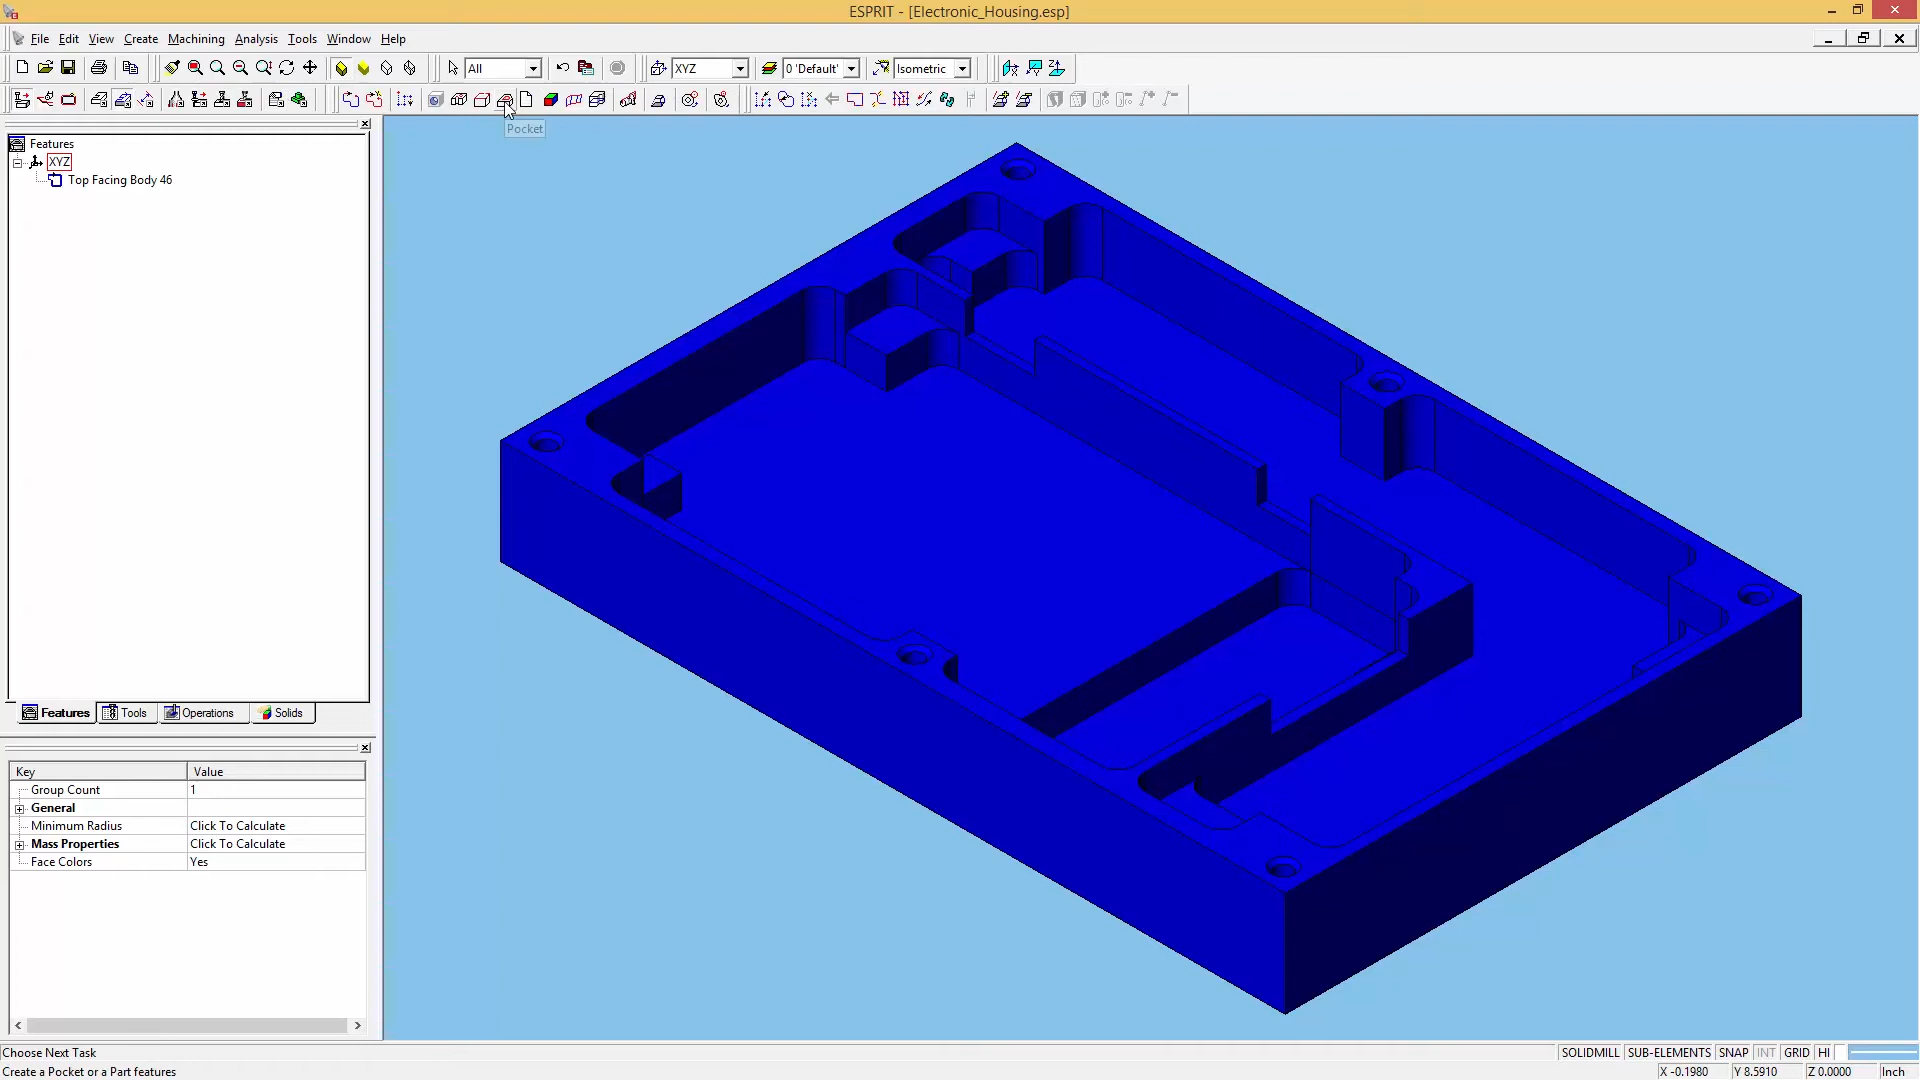 ESPRIT - [Electronic_Housing.esp]
File Edit View Create Machining Analysis Tools Window Help
All XYZ 0 'Default' Isometric
Pocket
Features
XYZ
Top Facing Body 46
Features Tools Operations Solids
Key Value
Group Count 1
General
Minimum Radius Click To Calculate
Mass Properties Click To Calculate
Face Colors Yes
Choose Next Task SOLIDMILL SUB-ELEMENTS SNAP INT GRID HI
Create a Pocket or a Part features X -0.1980 Y 8.5910 Z 0.0000 Inch